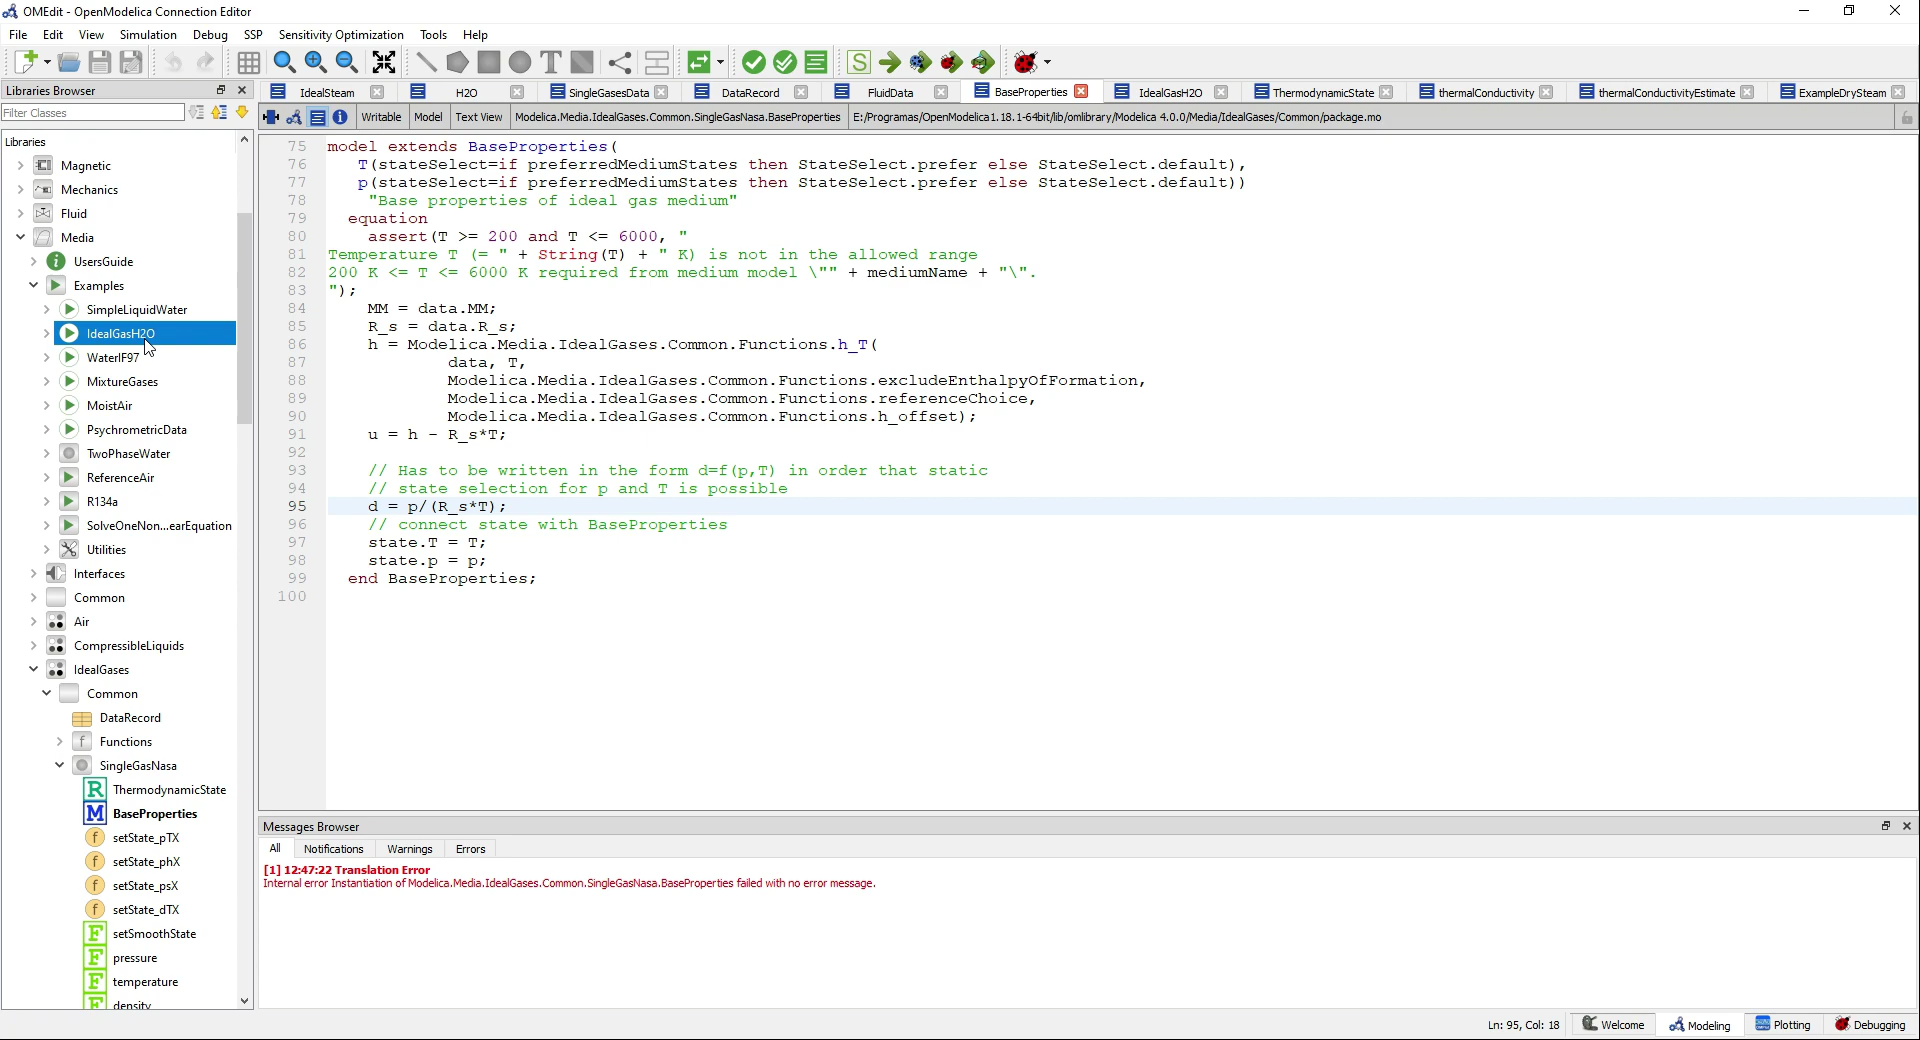 OMEdit - OpenModelica Connection Editor
File Edit View Simulation Debug SSP Sensitivity Optimization Tools Help
Libraries Browser
IdealSteam H2O SingleGasesData DataRecord FluidData BaseProperties IdealGasH2O ThermodynamicState thermalConductivity thermalConductivityEstimate ExampleDrySteam
Filter Classes
Writable Model Text View Modelica.Media.IdealGases.Common.SingleGasNasa.BaseProperties E:/Programas/OpenModelica1.18.1-64bit/lib/omlibrary/Modelica 4.0.0/Media/IdealGases/Common/package.mo
Libraries
Magnetic
Mechanics
Fluid
Media
UsersGuide
Examples
SimpleLiquidWater
IdealGasH2O
WaterIF97
MixtureGases
MoistAir
PsychrometricData
TwoPhaseWater
ReferenceAir
R134a
SolveOneNon...earEquation
Utilities
Interfaces
Common
Air
CompressibleLiquids
IdealGases
Common
DataRecord
Functions
SingleGasNasa
ThermodynamicState
BaseProperties
setState_pTX
setState_phX
setState_psX
setState_dTX
setSmoothState
pressure
temperature
density
75 model extends BaseProperties(
76 T(stateSelect=if preferredMediumStates then StateSelect.prefer else StateSelect.default),
77 p(stateSelect=if preferredMediumStates then StateSelect.prefer else StateSelect.default))
78 "Base properties of ideal gas medium"
79 equation
80 assert(T >= 200 and T <= 6000, "
81 Temperature T (= " + String(T) + " K) is not in the allowed range
82 200 K <= T <= 6000 K required from medium model \"" + mediumName + "\".
83 ");
84 MM = data.MM;
85 R_s = data.R_s;
86 h = Modelica.Media.IdealGases.Common.Functions.h_T(
87 data, T,
88 Modelica.Media.IdealGases.Common.Functions.excludeEnthalpyOfFormation,
89 Modelica.Media.IdealGases.Common.Functions.referenceChoice,
90 Modelica.Media.IdealGases.Common.Functions.h_offset);
91 u = h - R_s*T;
92
93 // Has to be written in the form d=f(p,T) in order that static
94 // state selection for p and T is possible
95 d = p/(R_s*T);
96 // connect state with BaseProperties
97 state.T = T;
98 state.p = p;
99 end BaseProperties;
100
Messages Browser
All Notifications Warnings Errors
[1] 12:47:22 Translation Error
Internal error Instantiation of Modelica.Media.IdealGases.Common.SingleGasNasa.BaseProperties failed with no error message.
Ln: 95, Col: 18 Welcome Modeling Plotting Debugging